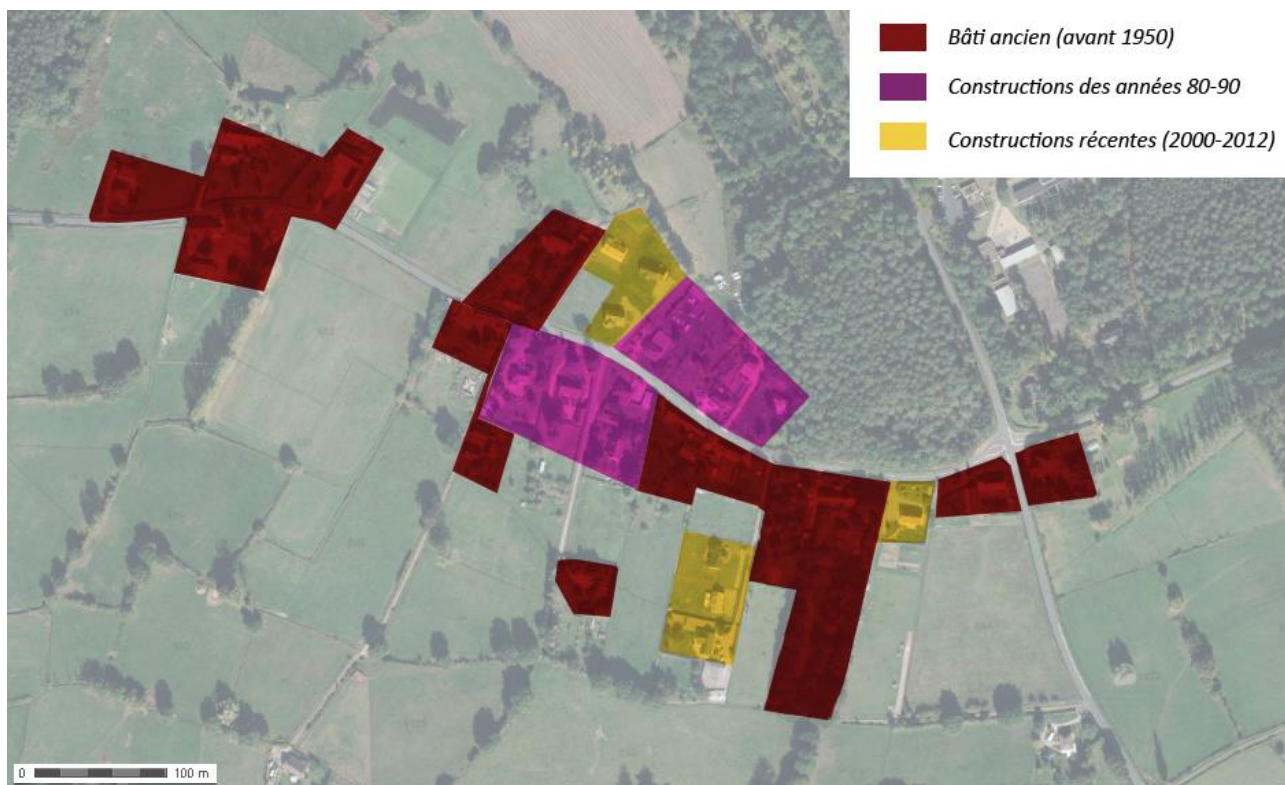 Bâti ancien (avant 1950)
Constructions des années 80-90
Constructions récentes (2000-2012)
0 100 m